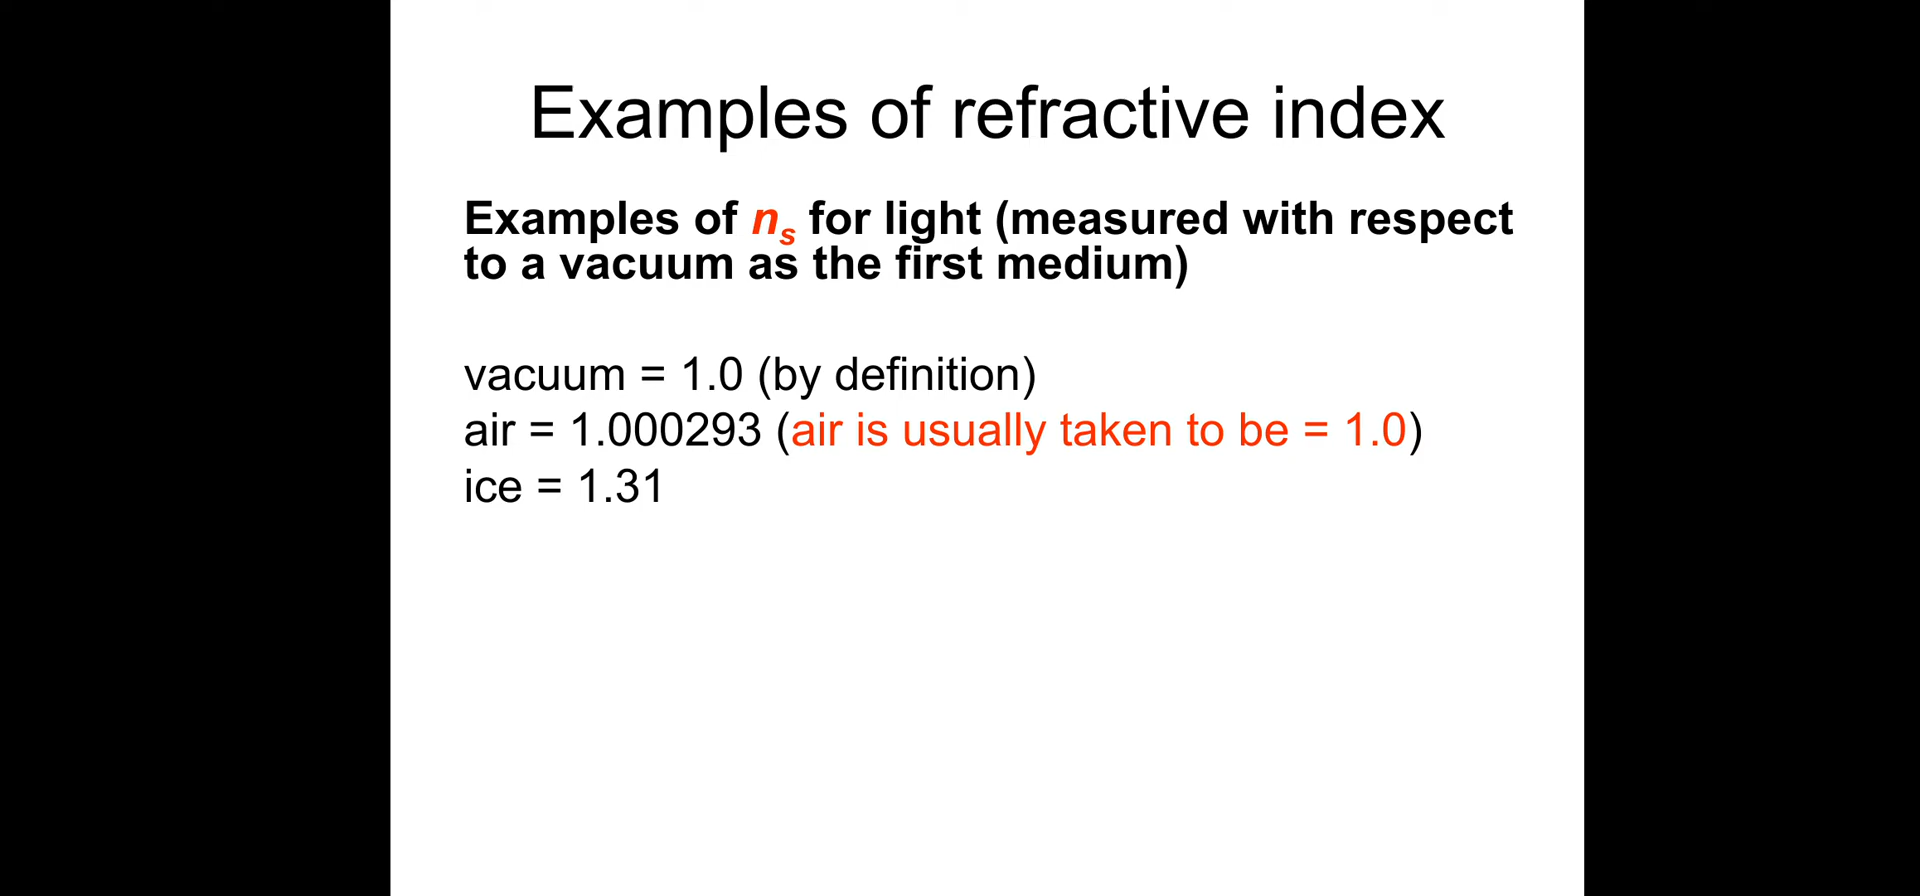 Examples of refractive index
Examples of nₛ for light (measured with respect
to a vacuum as the first medium)
vacuum = 1.0 (by definition)
air = 1.000293 (air is usually taken to be = 1.0)
ice = 1.31